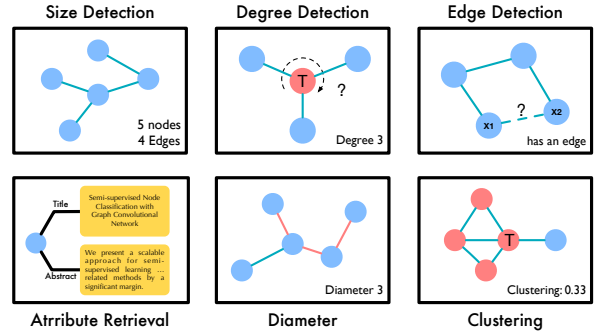 Size Detection
Degree Detection
Edge Detection
5 nodes
4 Edges
T
?
Degree 3
?
X1
X2
has an edge
Title
Semi-supervised Node
Classification with
Graph Convolutional
Network
Abstract
We present a scalable
approach for semi-
supervised learning ...
related methods by a
significant margin.
Diameter 3
T
Clustering: 0.33
Atrribute Retrieval
Diameter
Clustering